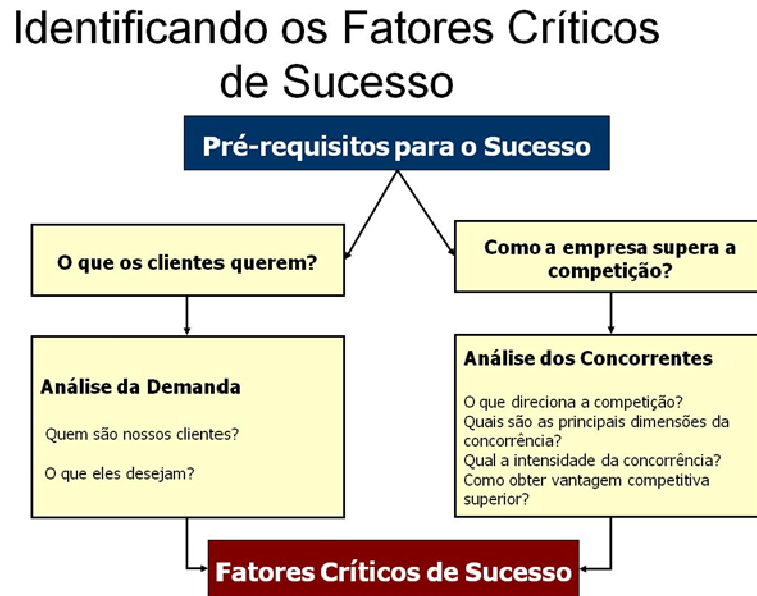 Identificando os Fatores Críticos
de Sucesso
Pré-requisitos para o Sucesso
O que os clientes querem?
Como a empresa supera a
competição?
Análise da Demanda
Quem são nossos clientes?
O que eles desejam?
Análise dos Concorrentes
O que direciona a competição?
Quais são as principais dimensões da
concorrência?
Qual a intensidade da concorrência?
Como obter vantagem competitiva
superior?
Fatores Críticos de Sucesso